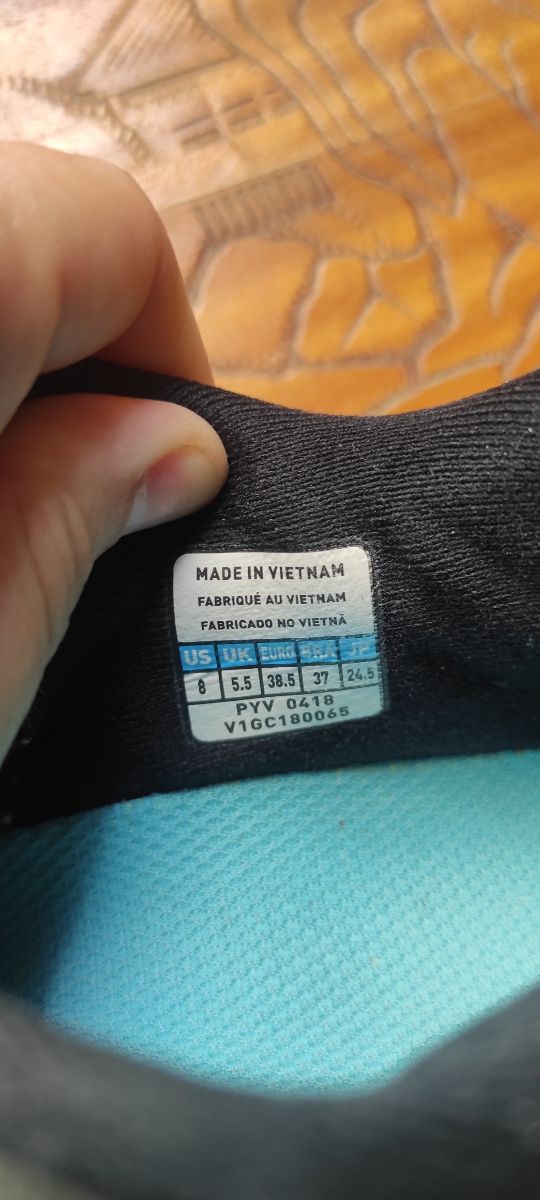 MADE IN VIETNAM
FABRIQUÉ AU VIETNAM
FABRICADO NO VIETNÃ
US UK EURO BRA JP
8 5.5 38.5 37 24.5
PYV 0418
V1GC180065